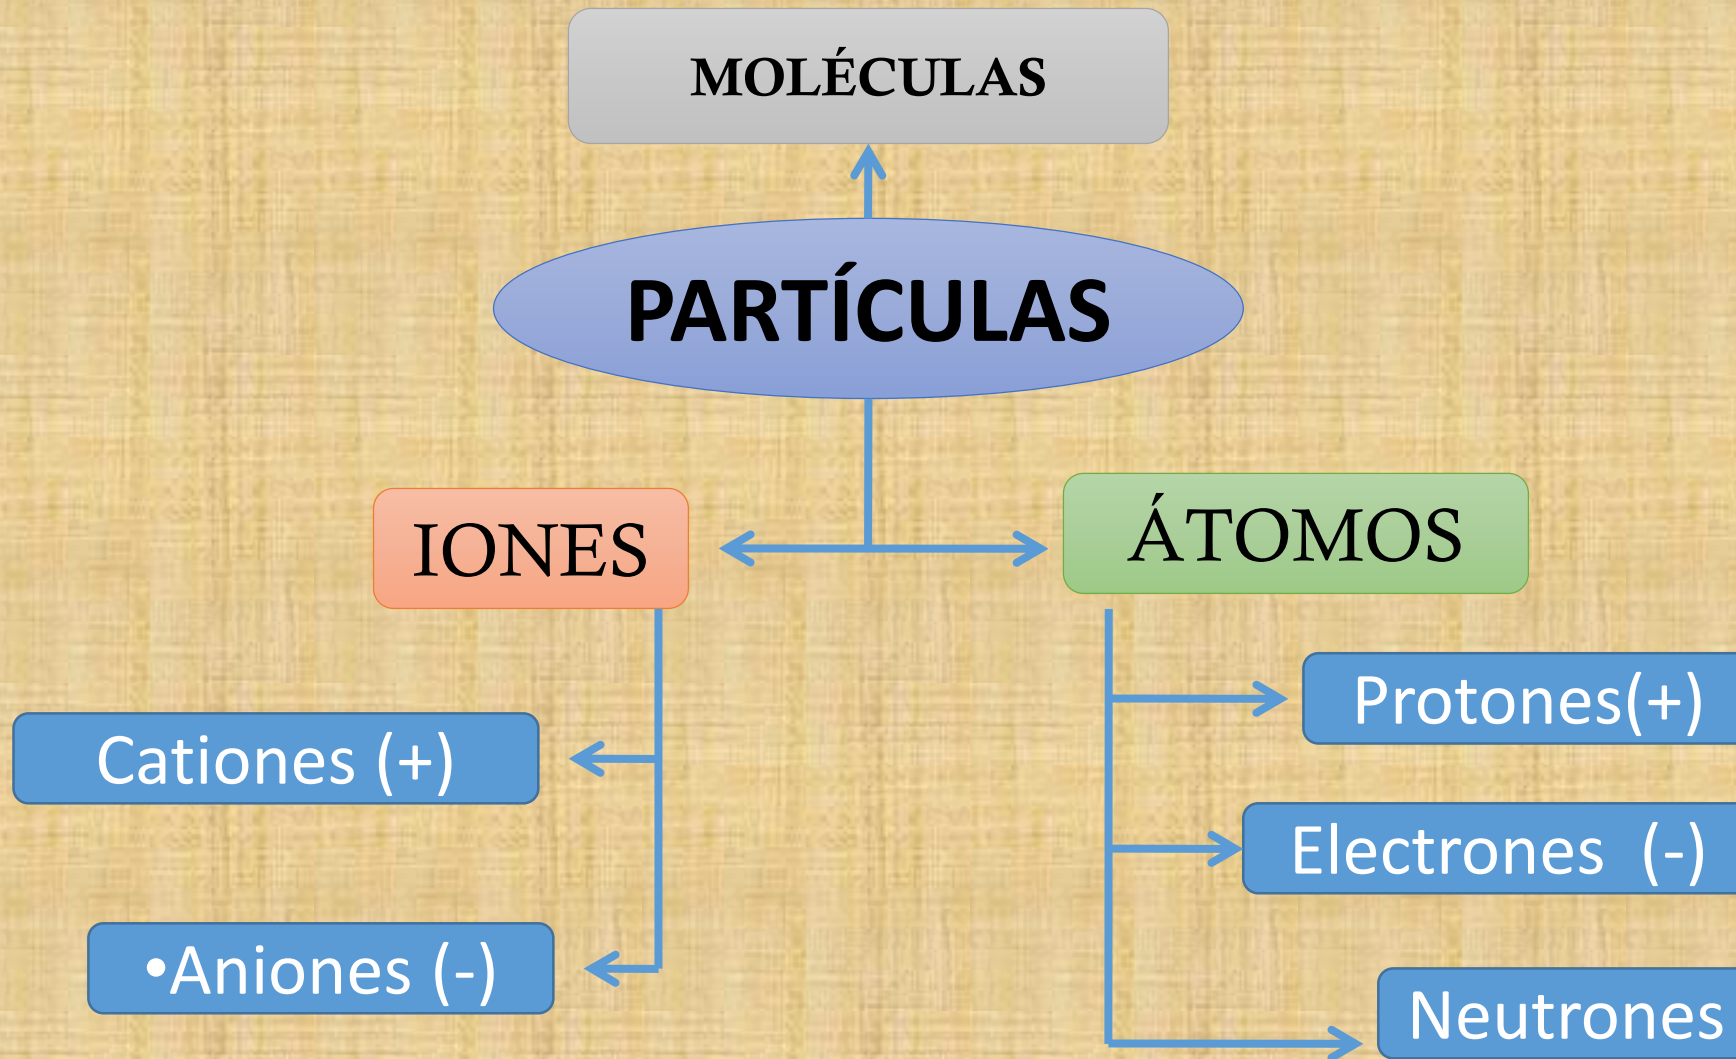 MOLÉCULAS
PARTÍCULAS
IONES
ÁTOMOS
Protones(+)
Cationes (+)
Electrones (-)
•Aniones (-)
Neutrones